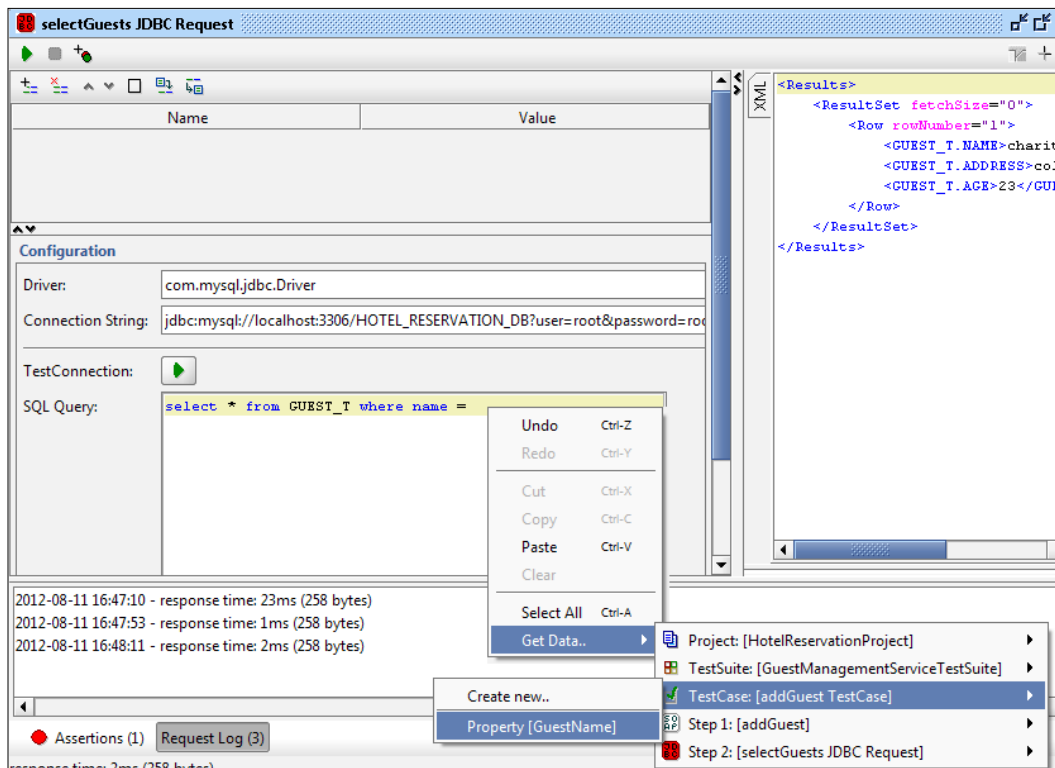 selectGuests JDBC Request
Name Value
Configuration
Driver: com.mysql.jdbc.Driver
Connection String: jdbc:mysql://localhost:3306/HOTEL_RESERVATION_DB?user=root&password=roo
TestConnection:
SQL Query: select * from GUEST_T where name =
XML
<Results>
<ResultSet fetchSize="0">
<Row rowNumber="1">
<GUEST_T.NAME>charit
<GUEST_T.ADDRESS>col
<GUEST_T.AGE>23</GUE
</Row>
</ResultSet>
</Results>
Undo Ctrl-Z
Redo Ctrl-Y
Cut Ctrl-X
Copy Ctrl-C
Paste Ctrl-V
Clear
Select All Ctrl-A
Get Data..
Project: [HotelReservationProject]
TestSuite: [GuestManagementServiceTestSuite]
TestCase: [addGuest TestCase]
Step 1: [addGuest]
Step 2: [selectGuests JDBC Request]
Create new..
Property [GuestName]
2012-08-11 16:47:10 - response time: 23ms (258 bytes)
2012-08-11 16:47:53 - response time: 1ms (258 bytes)
2012-08-11 16:48:11 - response time: 2ms (258 bytes)
Assertions (1) Request Log (3)
response time: 2ms (258 bytes)